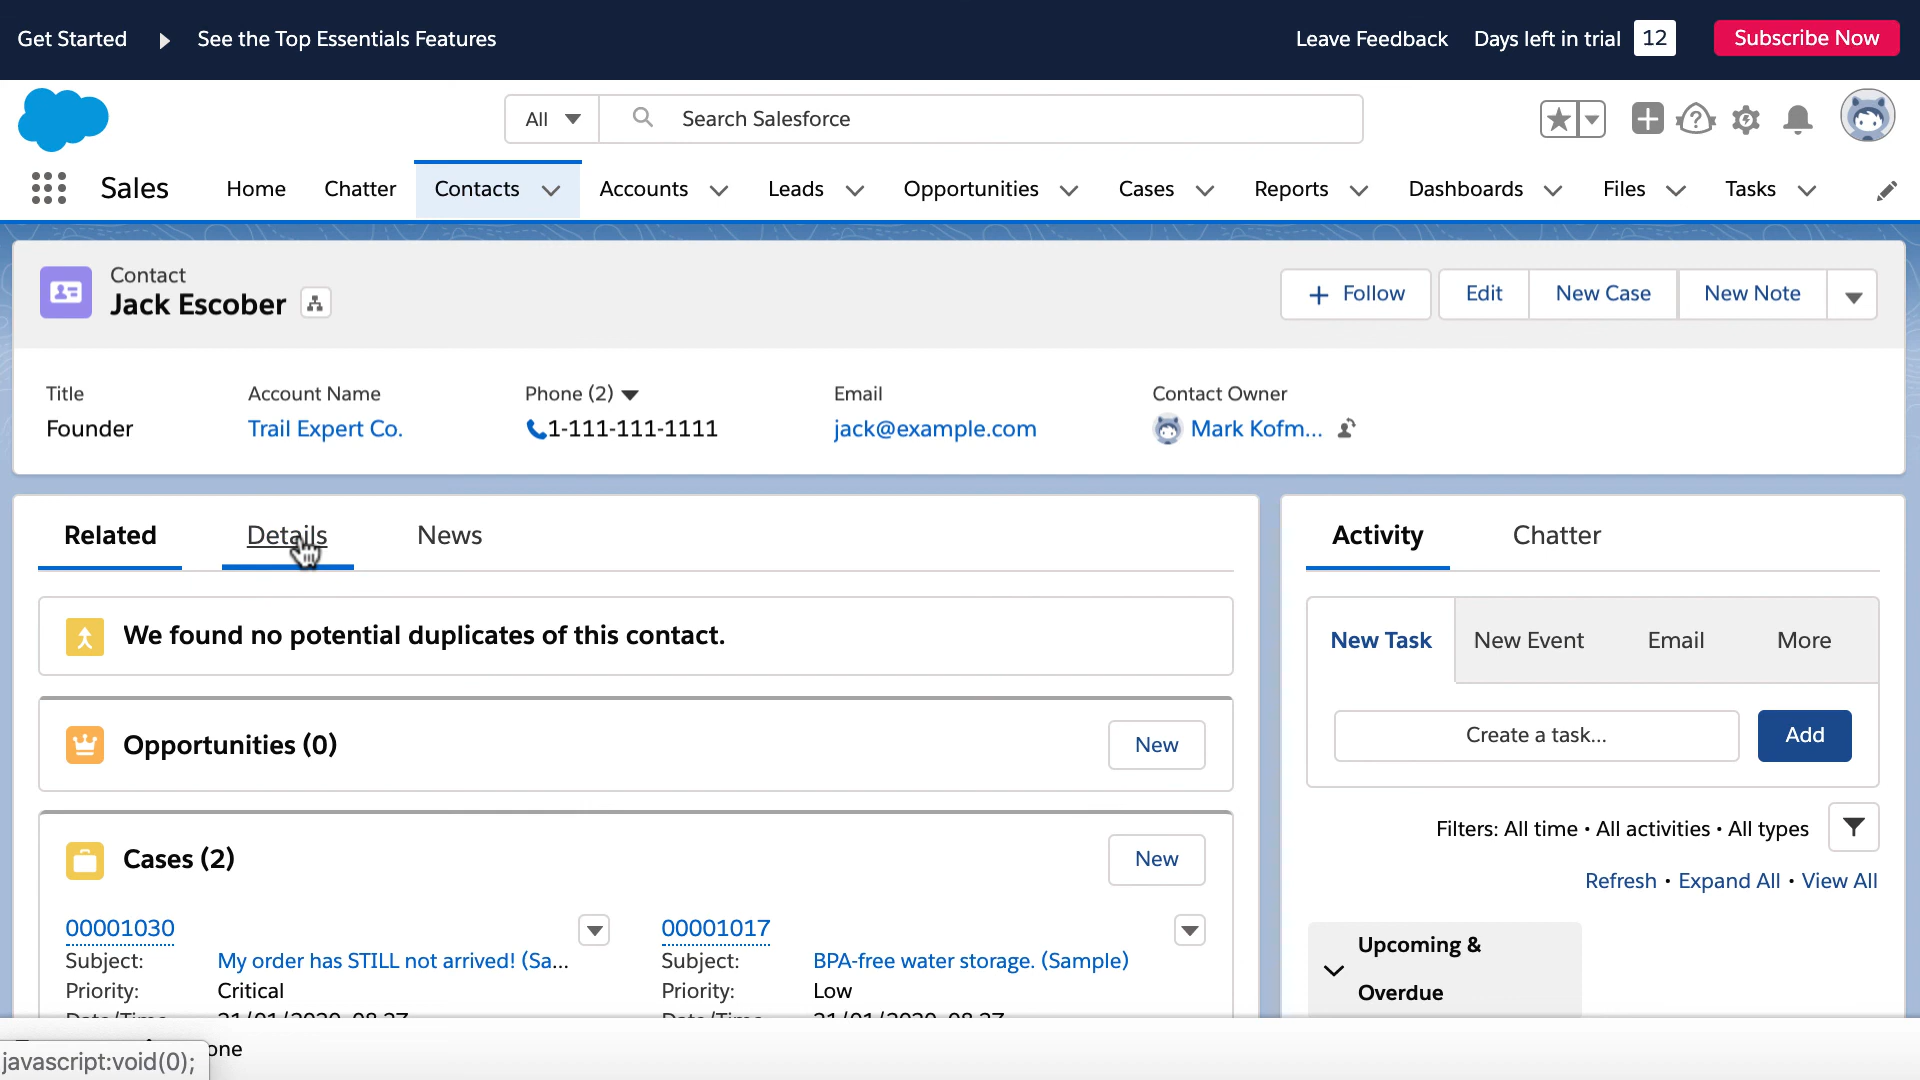 Get Started See the Top Essentials Features Leave Feedback Days left in trial 12 Subscribe Now
All Search Salesforce
Sales Home Chatter Contacts Accounts Leads Opportunities Cases Reports Dashboards Files Tasks
Contact
Jack Escober
+ Follow Edit New Case New Note
Title Account Name Phone (2) Email Contact Owner
Founder Trail Expert Co. 1-111-111-1111 jack@example.com Mark Kofm...
Related Details News
Activity Chatter
We found no potential duplicates of this contact.
New Task New Event Email More
Opportunities (0) New
Create a task... Add
Filters: All time • All activities • All types
Cases (2) New
Refresh • Expand All • View All
00001030 00001017
Subject: My order has STILL not arrived! (Sa... Subject: BPA-free water storage. (Sample)
Priority: Critical Priority: Low
Upcoming &
Overdue
javascript:void(0);